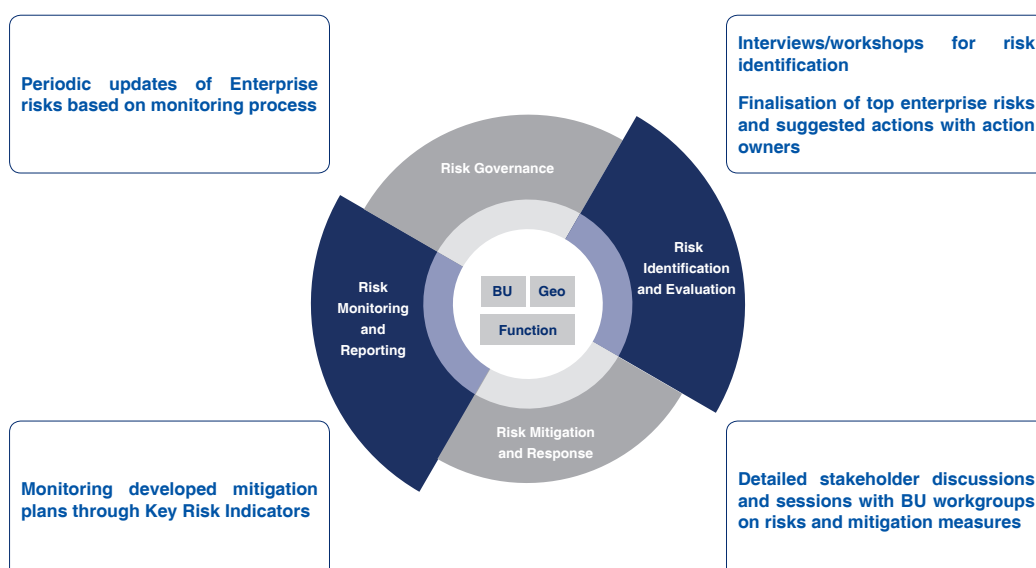 Periodic updates of Enterprise
risks based on monitoring process
Interviews/workshops for risk
identification
Finalisation of top enterprise risks
and suggested actions with action
owners
Risk Governance
Risk
Identification
and Evaluation
Risk
Monitoring
and
Reporting
BU
Geo
Function
Risk Mitigation
and Response
Monitoring developed mitigation
plans through Key Risk Indicators
Detailed stakeholder discussions
and sessions with BU workgroups
on risks and mitigation measures